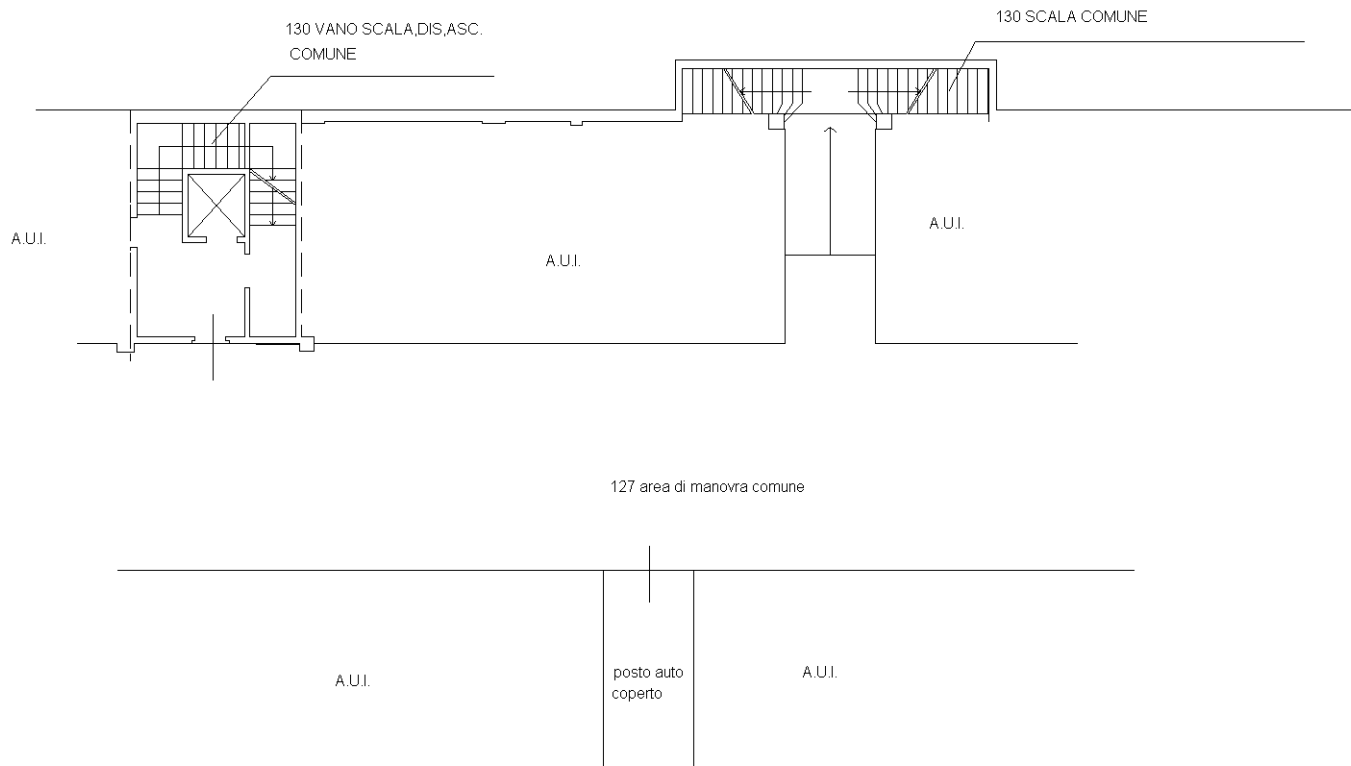 130 SCALA COMUNE
130 VANO SCALA,DIS,ASC.
COMUNE
A.U.I.
A.U.I.
A.U.I.
127 area di manovra comune
A.U.I.
posto auto
coperto
A.U.I.